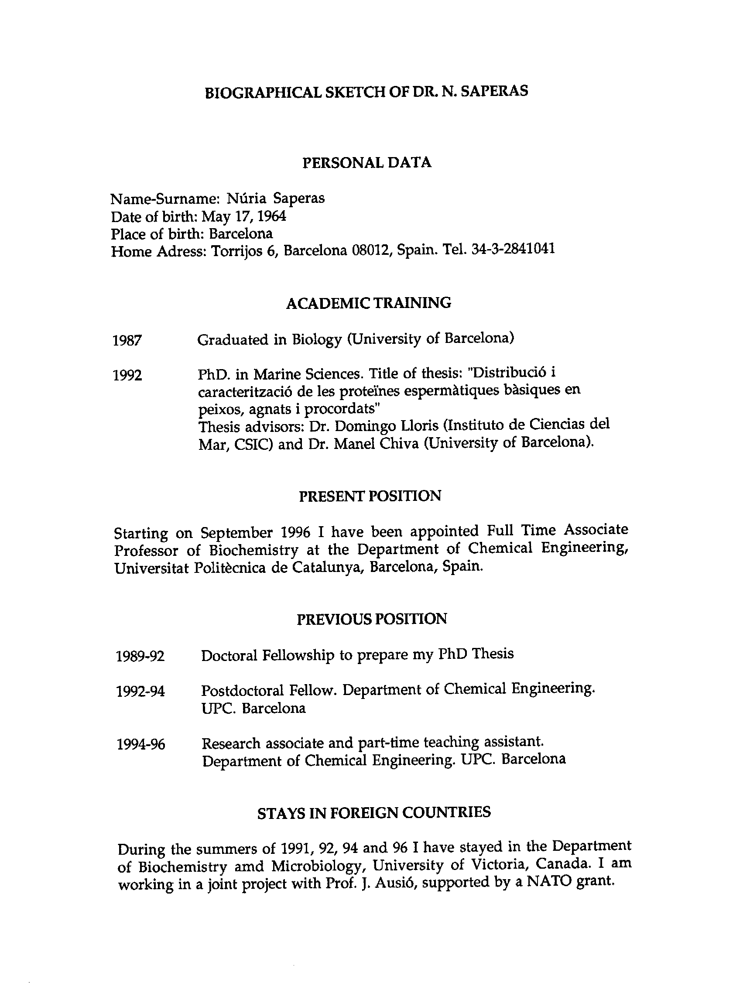 BIOGRAPHICAL SKETCH OF DR. N. SAPERAS
PERSONAL DATA
Name-Surname: Núria Saperas
Date of birth: May 17, 1964
Place of birth: Barcelona
Home Adress: Torrijos 6, Barcelona 08012, Spain. Tel. 34-3-2841041
ACADEMIC TRAINING
1987 Graduated in Biology (University of Barcelona)
1992 PhD. in Marine Sciences. Title of thesis: "Distribució i
caracterització de les proteïnes espermàtiques bàsiques en
peixos, agnats i procordats"
Thesis advisors: Dr. Domingo Lloris (Instituto de Ciencias del
Mar, CSIC) and Dr. Manel Chiva (University of Barcelona).
PRESENT POSITION
Starting on September 1996 I have been appointed Full Time Associate
Professor of Biochemistry at the Department of Chemical Engineering,
Universitat Politècnica de Catalunya, Barcelona, Spain.
PREVIOUS POSITION
1989-92 Doctoral Fellowship to prepare my PhD Thesis
1992-94 Postdoctoral Fellow. Department of Chemical Engineering.
UPC. Barcelona
1994-96 Research associate and part-time teaching assistant.
Department of Chemical Engineering. UPC. Barcelona
STAYS IN FOREIGN COUNTRIES
During the summers of 1991, 92, 94 and 96 I have stayed in the Department
of Biochemistry amd Microbiology, University of Victoria, Canada. I am
working in a joint project with Prof. J. Ausió, supported by a NATO grant.